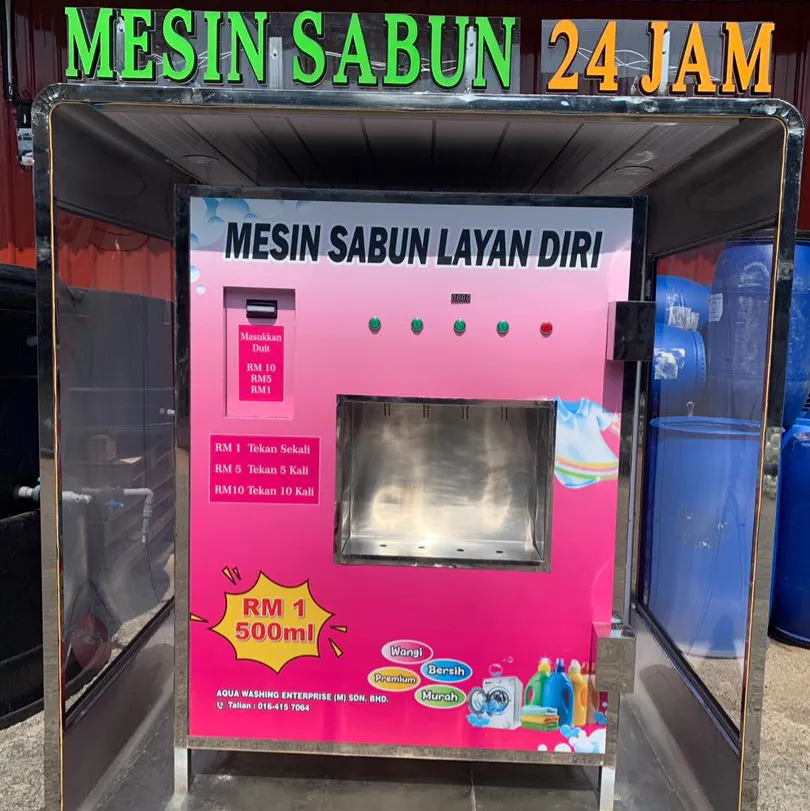 MESIN SABUN 24 JAM
MESIN SABUN LAYAN DIRI
Masukkan
Duit
RM 10
RM5
RM1
RM 1 Tekan Sekali
RM 5 Tekan 5 Kali
RM10 Tekan 10 Kali
RM 1
500ml
Wangi
Bersih
Premium
Murah
AQUA WASHING ENTERPRISE (M) SDN. BHD.
Talian : 016-415 7064